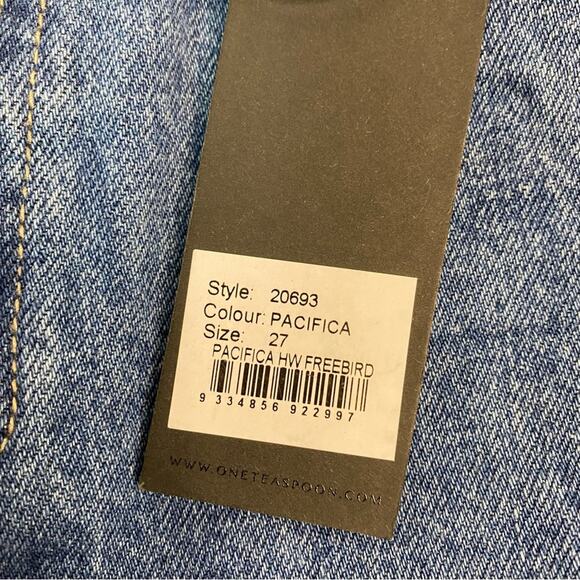 Style: 20693
Colour: PACIFICA
Size: 27
PACIFICA HW FREEBIRD
9 334856 922997
WWW.ONETEASPOON.COM